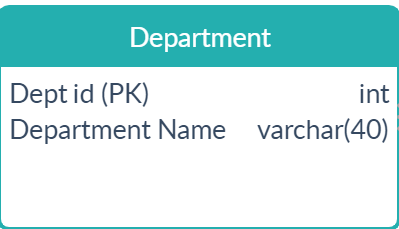 Department
Dept id (PK) int
Department Name varchar(40)